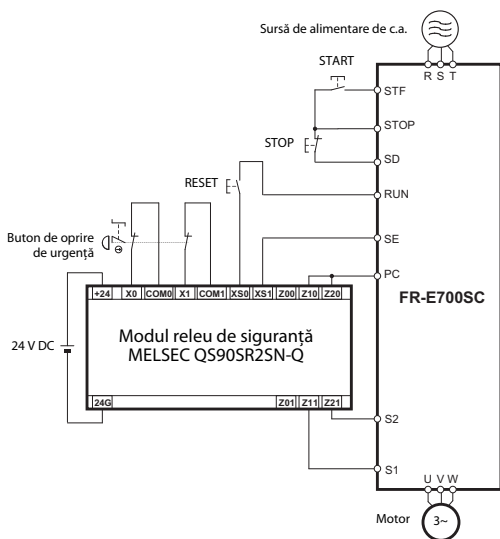 Sursă de alimentare de c.a.
R S T
START
STF
STOP
STOP
SD
RESET
RUN
Buton de oprire
de urgență
SE
PC
+24 X0 COM0 X1 COM1 XS0 XS1 Z00 Z10 Z20
FR-E700SC
Modul releu de siguranță
MELSEC QS90SR2SN-Q
24 V DC
24G Z01 Z11 Z21
S2
S1
U V W
Motor
3~